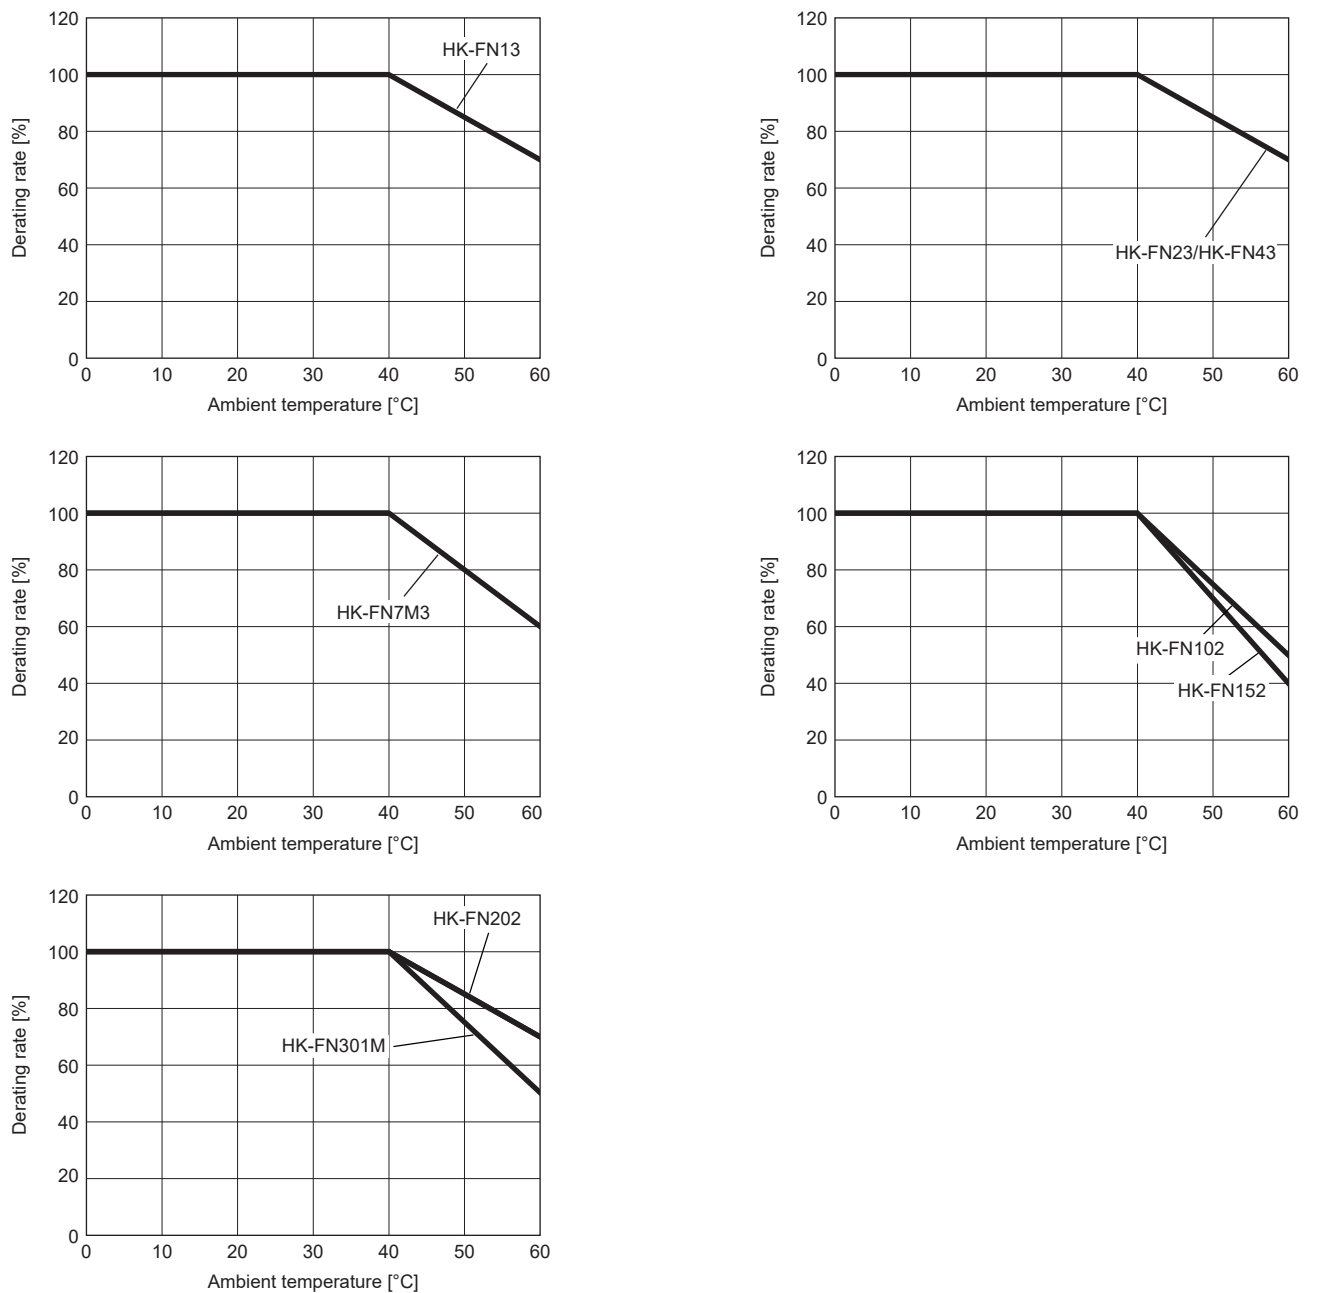 120
100
80
60
40
20
0
Derating rate [%]
HK-FN13
0 10 20 30 40 50 60
Ambient temperature [°C]
120
100
80
60
40
20
0
Derating rate [%]
HK-FN23/HK-FN43
0 10 20 30 40 50 60
Ambient temperature [°C]
120
100
80
60
40
20
0
Derating rate [%]
HK-FN7M3
0 10 20 30 40 50 60
Ambient temperature [°C]
120
100
80
60
40
20
0
Derating rate [%]
HK-FN102
HK-FN152
0 10 20 30 40 50 60
Ambient temperature [°C]
120
100
80
60
40
20
0
Derating rate [%]
HK-FN202
HK-FN301M
0 10 20 30 40 50 60
Ambient temperature [°C]